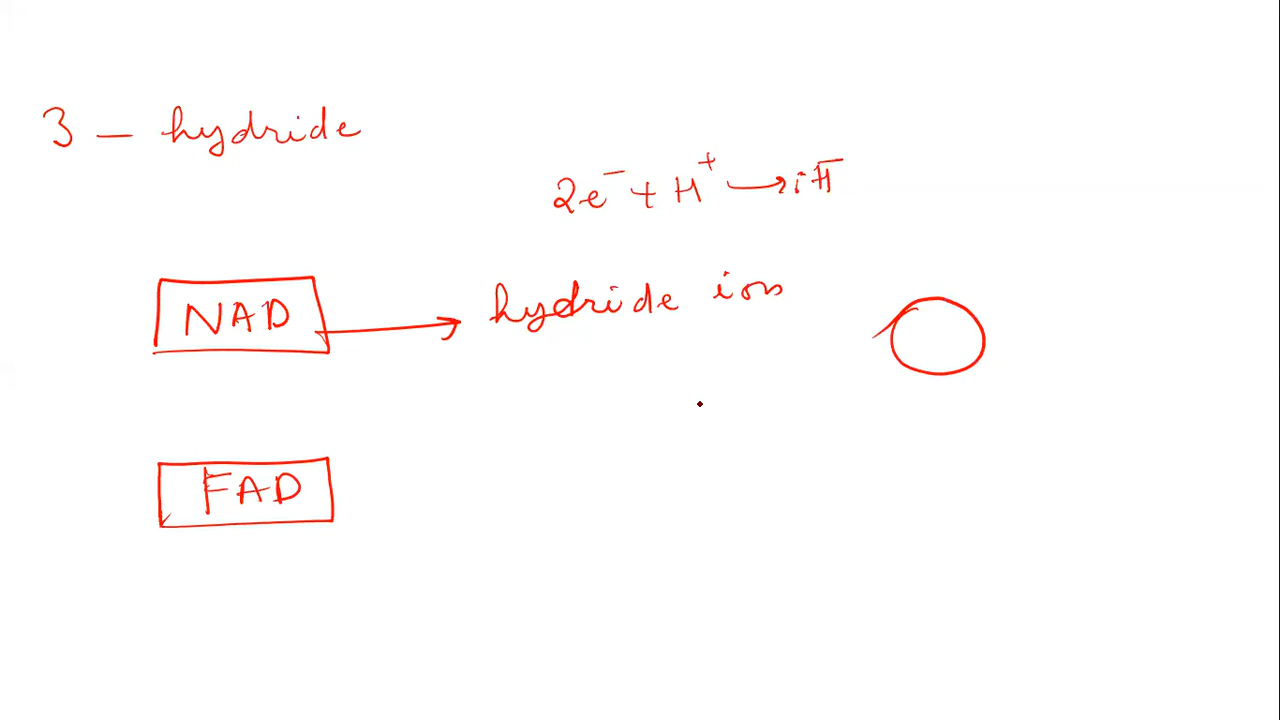 3 — hydride
2e⁻ + H⁺ → :H⁻
NAD → hydride ion
FAD